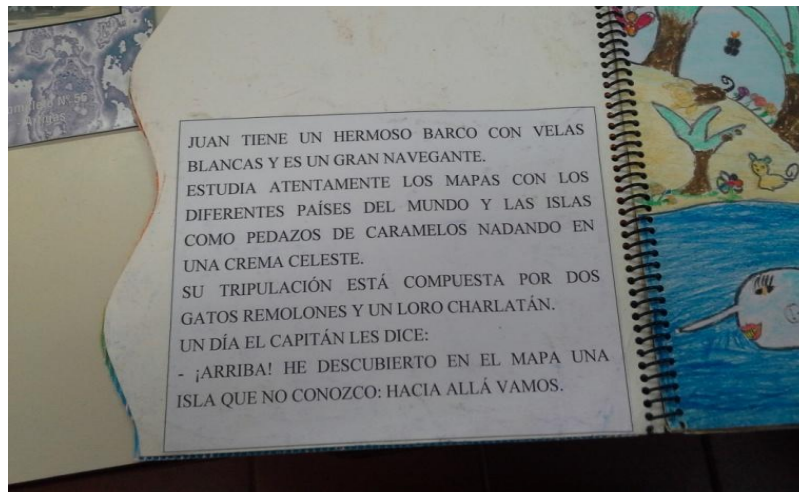 Nº 56
JUAN TIENE UN HERMOSO BARCO CON VELAS
BLANCAS Y ES UN GRAN NAVEGANTE.
ESTUDIA ATENTAMENTE LOS MAPAS CON LOS
DIFERENTES PAÍSES DEL MUNDO Y LAS ISLAS
COMO PEDAZOS DE CARAMELOS NADANDO EN
UNA CREMA CELESTE.
SU TRIPULACIÓN ESTÁ COMPUESTA POR DOS
GATOS REMOLONES Y UN LORO CHARLATÁN.
UN DÍA EL CAPITÁN LES DICE:
- ¡ARRIBA! HE DESCUBIERTO EN EL MAPA UNA
ISLA QUE NO CONOZCO: HACIA ALLÁ VAMOS.